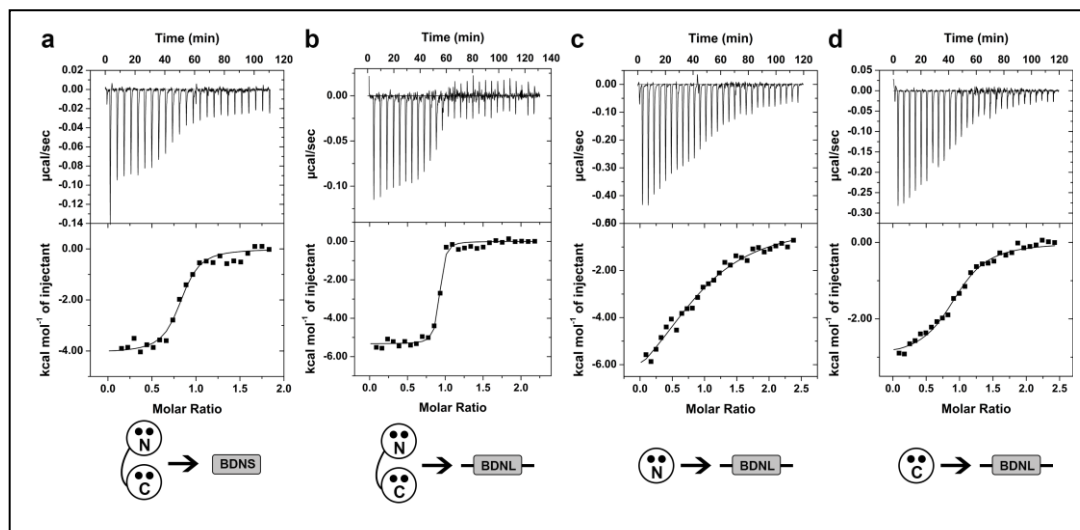 a
Time (min)
0 20 40 60 80 100 120
0.02
0.00
-0.02
-0.04
-0.06
-0.08
-0.10
-0.12
-0.14
µcal/sec
0.00
-2.00
-4.00
kcal mol-1 of injectant
0.0 0.5 1.0 1.5 2.0
Molar Ratio
N
C
BDNS
b
Time (min)
0 20 40 60 80 100 120 140
0.00
-0.05
-0.10
µcal/sec
0.00
-2.00
-4.00
-6.00
kcal mol-1 of injectant
0.0 0.5 1.0 1.5 2.0
Molar Ratio
N
C
BDNL
c
Time (min)
0 20 40 60 80 100 120
0.00
-0.10
-0.20
-0.30
-0.40
µcal/sec
0.00
-2.00
-4.00
-6.00
kcal mol-1 of injectant
0.0 0.5 1.0 1.5 2.0 2.5
Molar Ratio
N
BDNL
d
Time (min)
0 20 40 60 80 100 120
0.05
0.00
-0.05
-0.10
-0.15
-0.20
-0.25
-0.30
µcal/sec
0.00
-2.00
kcal mol-1 of injectant
0.0 0.5 1.0 1.5 2.0 2.5
Molar Ratio
C
BDNL